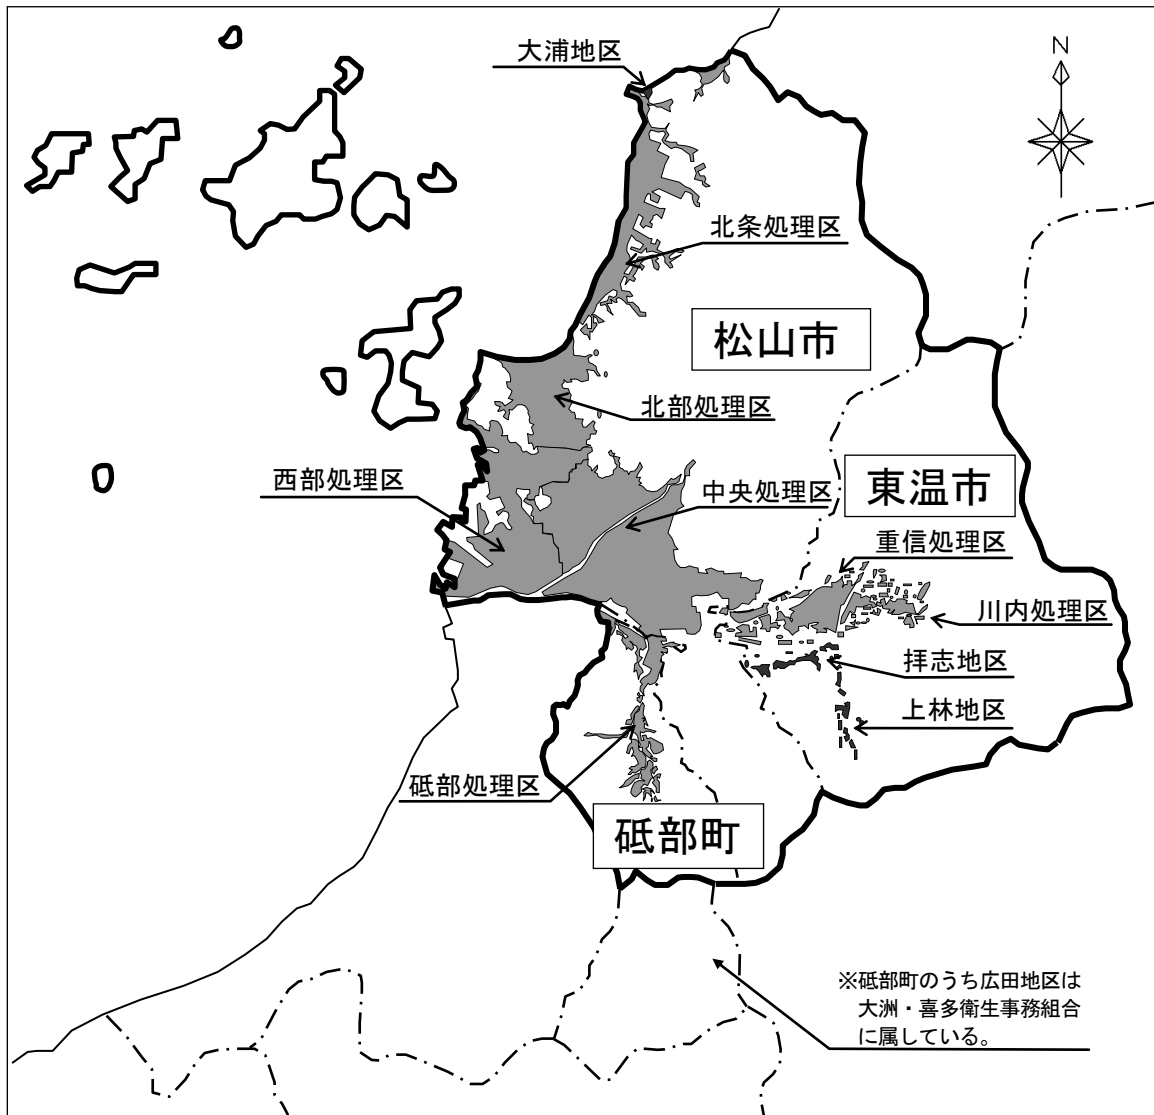 大浦地区
N
北条処理区
松山市
北部処理区
西部処理区
中央処理区
東温市
重信処理区
川内処理区
拝志地区
上林地区
砥部処理区
砥部町
※砥部町のうち広田地区は
大洲・喜多衛生事務組合
に属している。